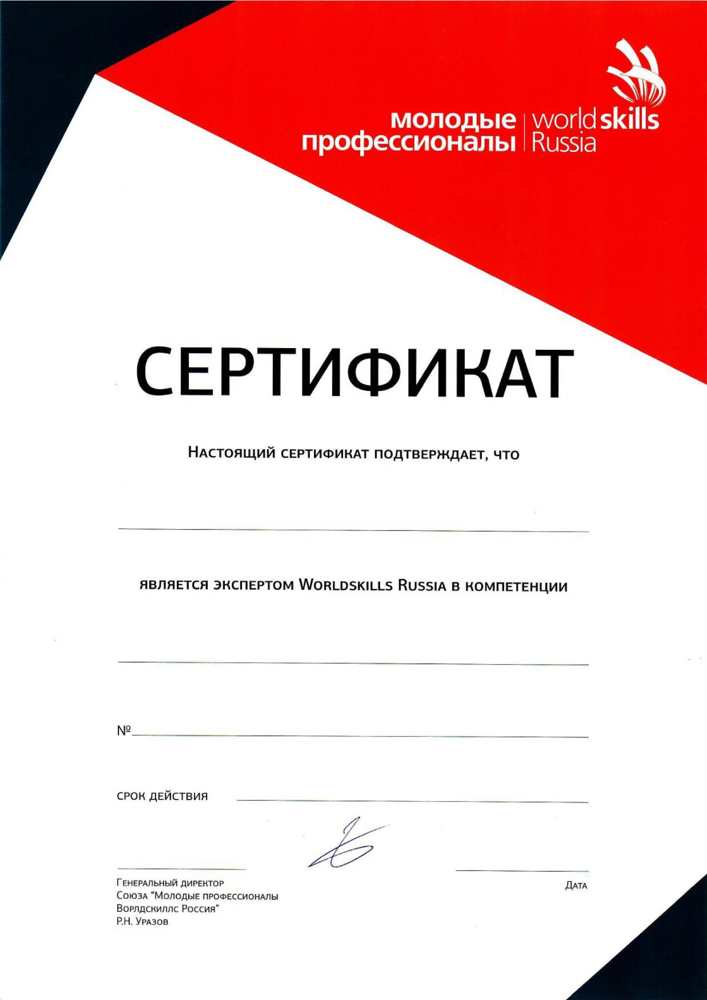 молодые
профессионалы
worldskills
Russia
СЕРТИФИКАТ
Настоящий сертификат подтверждает, что
является экспертом Worldskills Russia в компетенции
№
срок действия
Генеральный директор
Союза "Молодые профессионалы
Ворлдскиллс Россия"
Р.Н. Уразов
Дата